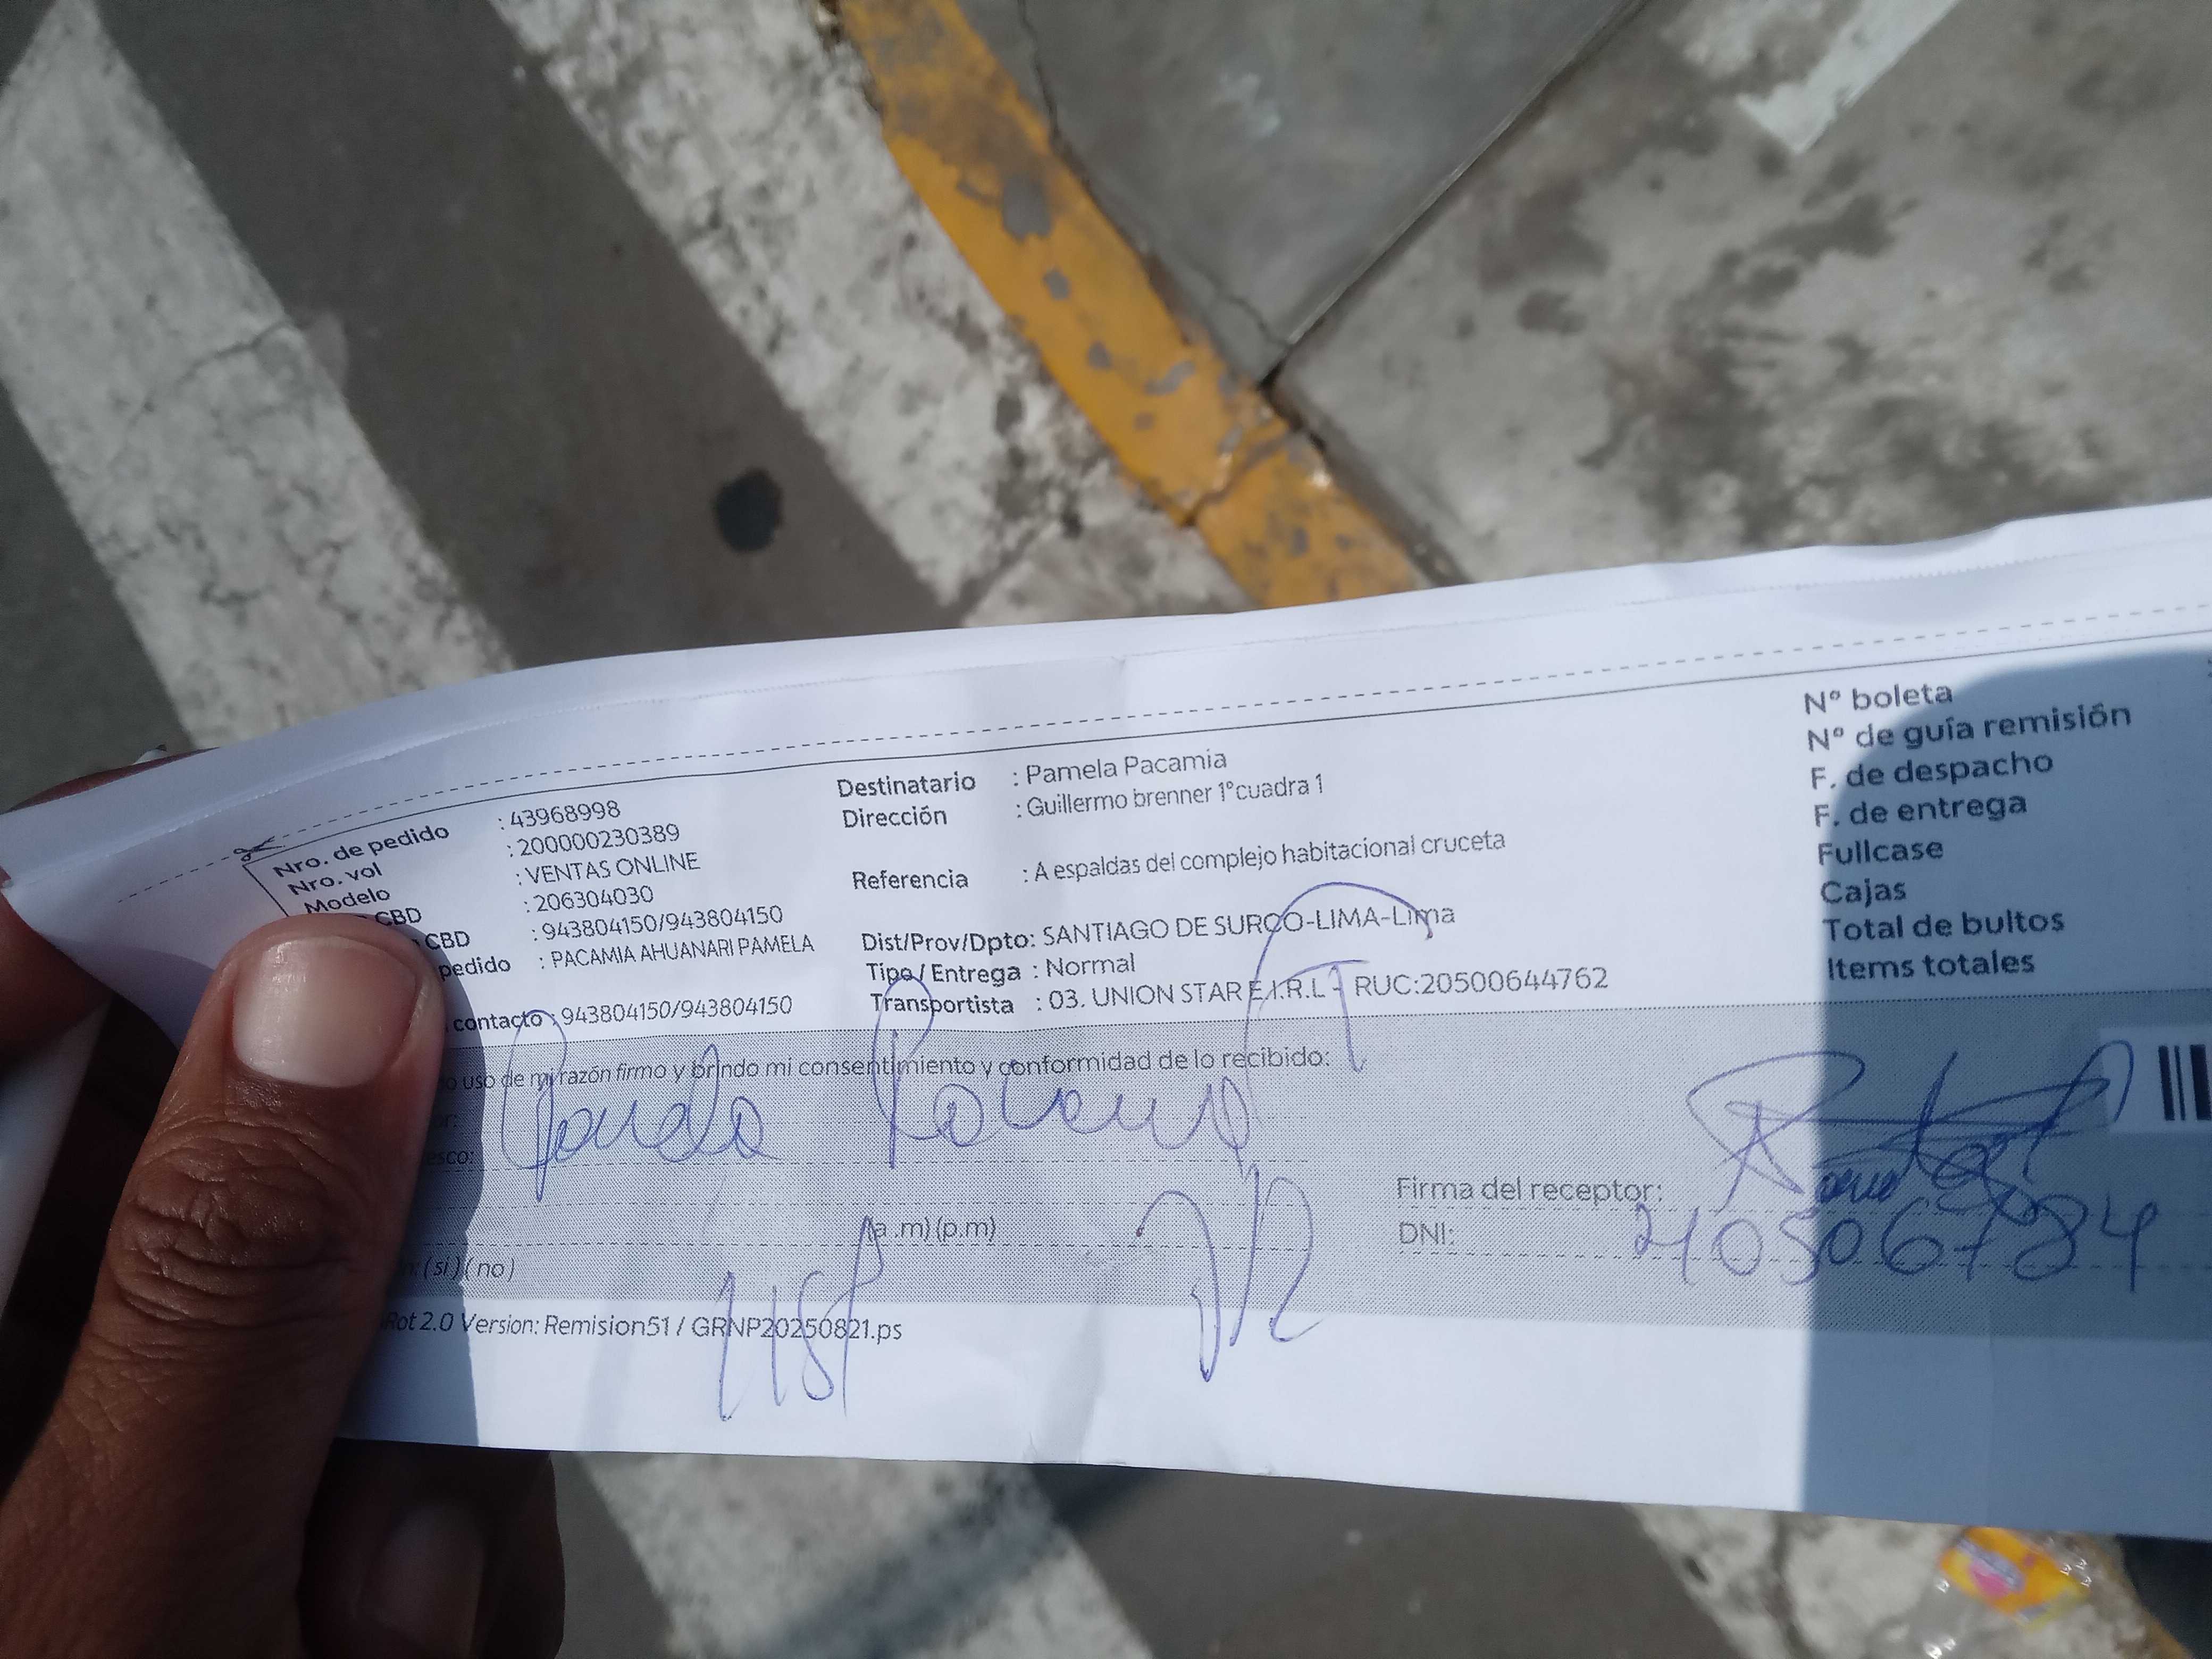 Nro. de pedido : 43968998
Nro. vol : 200000230389
Modelo : VENTAS ONLINE
CBD : 206304030
CBD : 943804150/943804150
pedido : PACAMIA AHUANARI PAMELA
contacto : 943804150/943804150
Destinatario : Pamela Pacamia
Dirección : Guillermo brenner 1°cuadra 1
Referencia : A espaldas del complejo habitacional cruceta
Dist/Prov/Dpto: SANTIAGO DE SURCO-LIMA-Lima
Tipo/ Entrega : Normal
Transportista : 03. UNION STAR E.I.R.L - RUC:20500644762
N° boleta
N° de guía remisión
F. de despacho
F. de entrega
Fullcase
Cajas
Total de bultos
Items totales
uso de mi razón firmo y brindo mi consentimiento y conformidad de lo recibido:
(a .m) (p.m)
(si) (no)
Firma del receptor:
DNI: 40506784
Rot 2.0 Version: Remision51 / GRNP20250821.ps